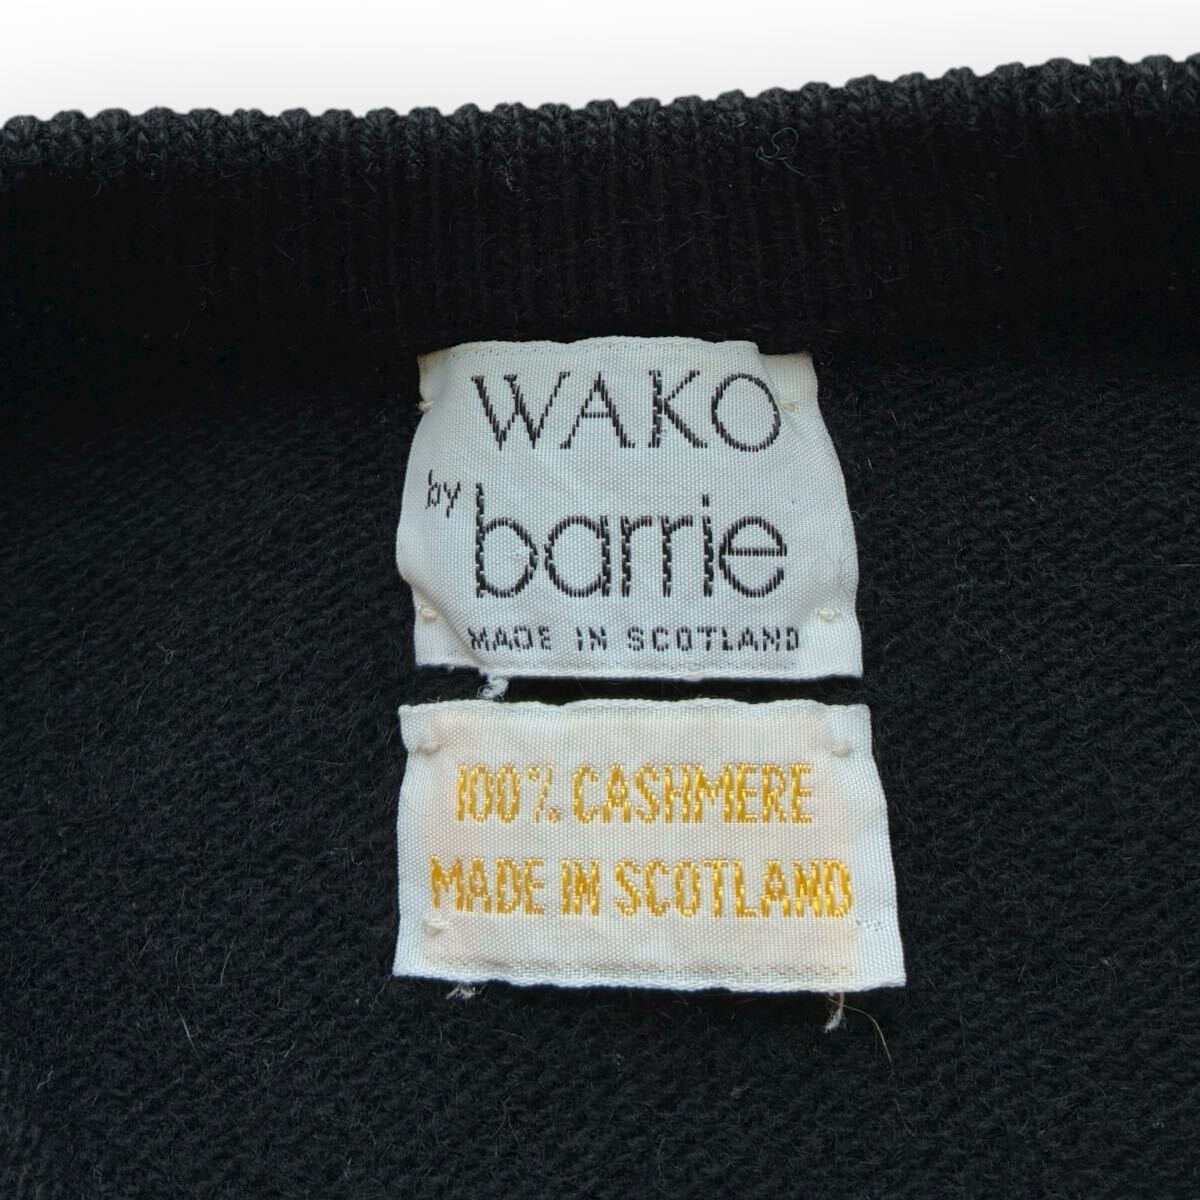 WAKO
by barrie
MADE IN SCOTLAND
100% CASHMERE
MADE IN SCOTLAND